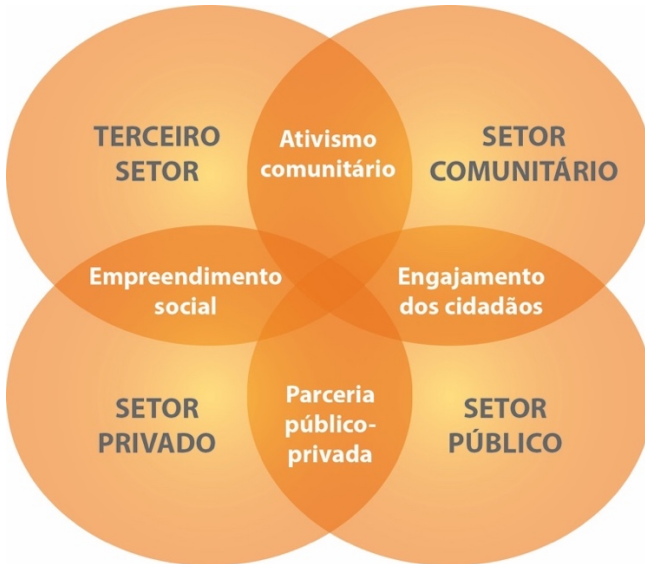 TERCEIRO
SETOR
Ativismo
comunitário
SETOR
COMUNITÁRIO
Empreendimento
social
Engajamento
dos cidadãos
SETOR
PRIVADO
Parceria
público-
privada
SETOR
PÚBLICO